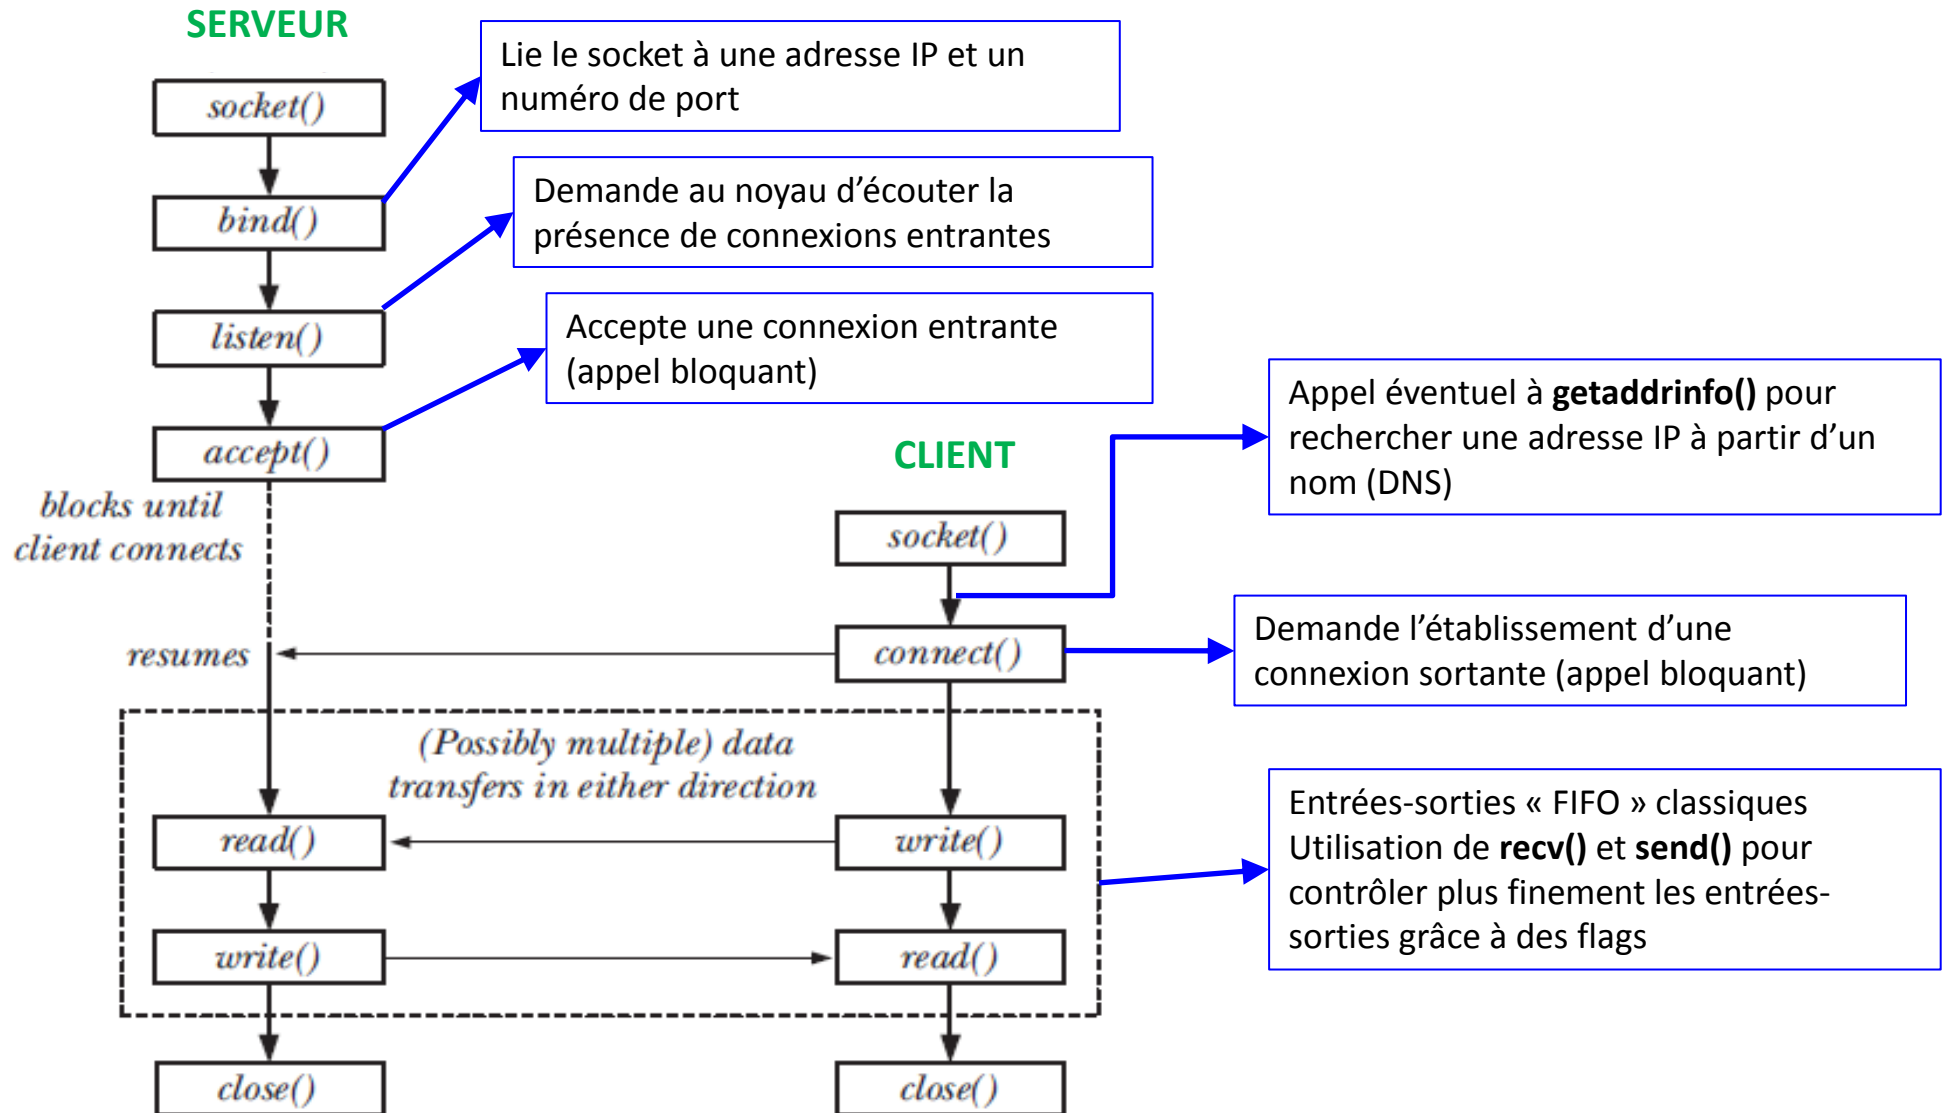 SERVEUR
socket()
Lie le socket à une adresse IP et un
numéro de port
bind()
Demande au noyau d’écouter la
présence de connexions entrantes
listen()
Accepte une connexion entrante
(appel bloquant)
accept()
blocks until
client connects
resumes
CLIENT
socket()
Appel éventuel à getaddrinfo() pour
rechercher une adresse IP à partir d’un
nom (DNS)
connect()
Demande l’établissement d’une
connexion sortante (appel bloquant)
(Possibly multiple) data
transfers in either direction
read()
write()
write()
read()
Entrées-sorties « FIFO » classiques
Utilisation de recv() et send() pour
contrôler plus finement les entrées-
sorties grâce à des flags
close()
close()